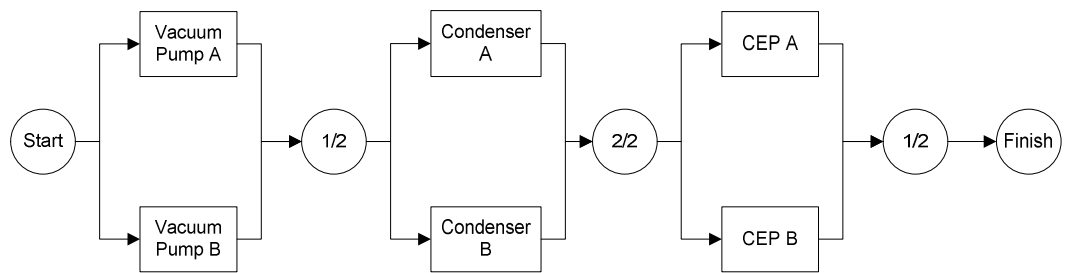 Start
Vacuum
Pump A
Vacuum
Pump B
1/2
Condenser
A
Condenser
B
2/2
CEP A
CEP B
1/2
Finish